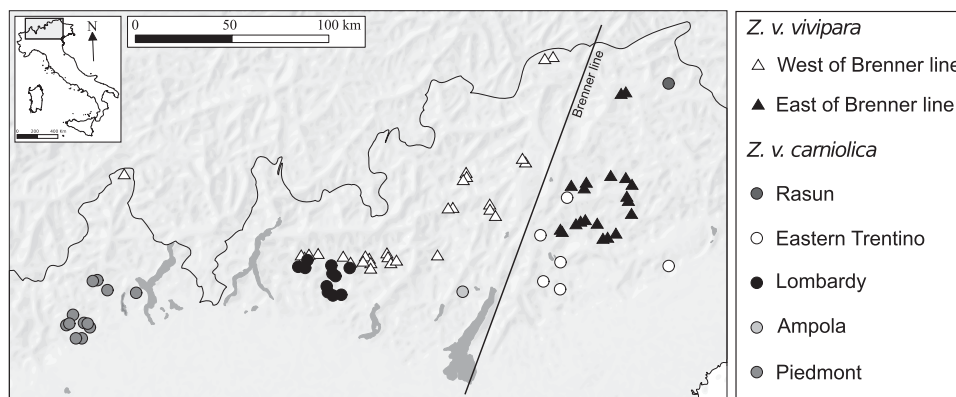 N
0 50 100 km
0 200 400 km
Brenner line
Z. v. vivipara
West of Brenner line
East of Brenner line
Z. v. carniolica
Rasun
Eastern Trentino
Lombardy
Ampola
Piedmont